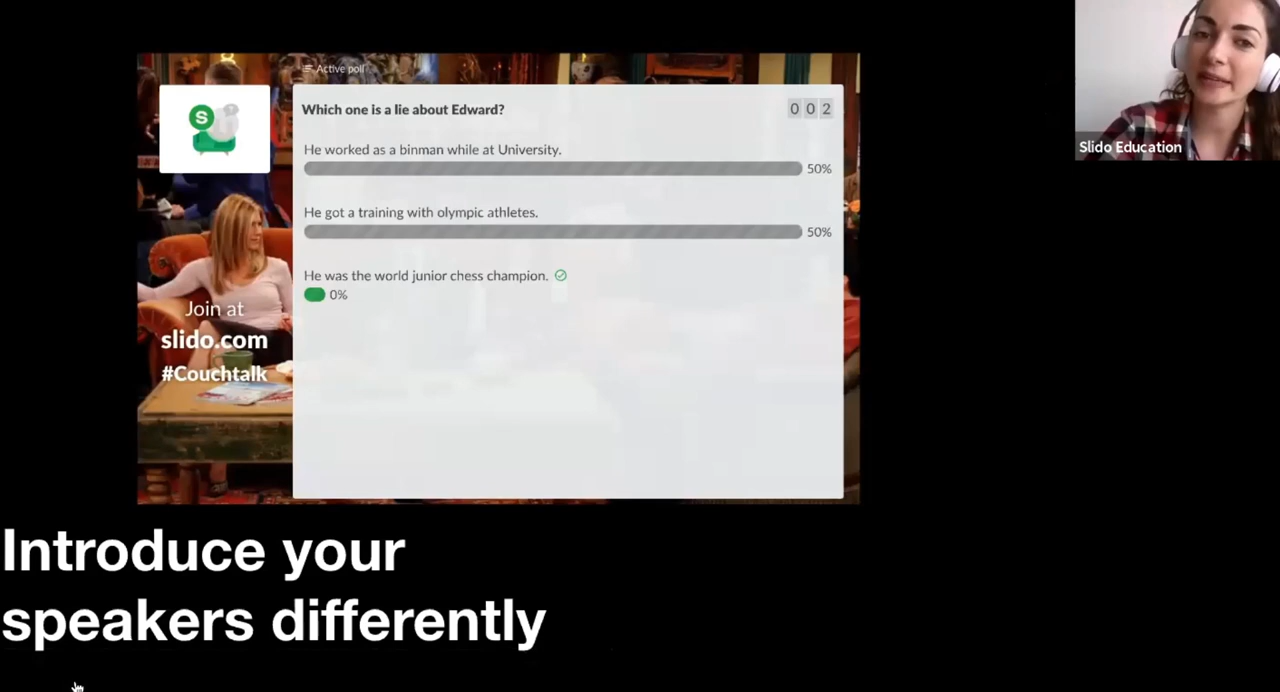 Active poll
Which one is a lie about Edward?
0 0 2
He worked as a binman while at University.
50%
He got a training with olympic athletes.
50%
He was the world junior chess champion.
0%
S
?
Join at
slido.com
#Couchtalk
Slido Education
Introduce your
speakers differently